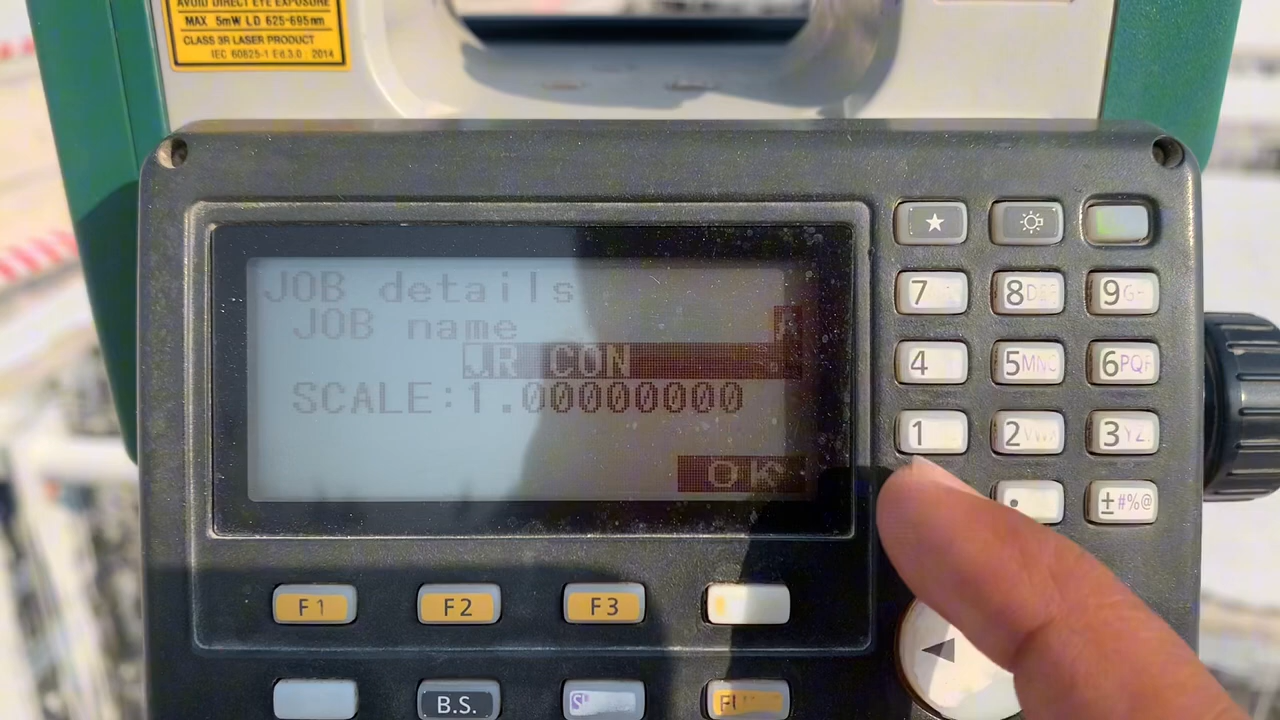 AVOID DIRECT EYE EXPOSURE
MAX 5mW LD 625-695nm
CLASS 3R LASER PRODUCT
IEC 60825-1 Ed.3.0 2014
JOB details
JOB name
JR CON
SCALE:1.00000000
OK
★
7
8
9
4
5MNO
6PQR
1
2VWX
3YZ
.
±#%@
F1
F2
F3
B.S.